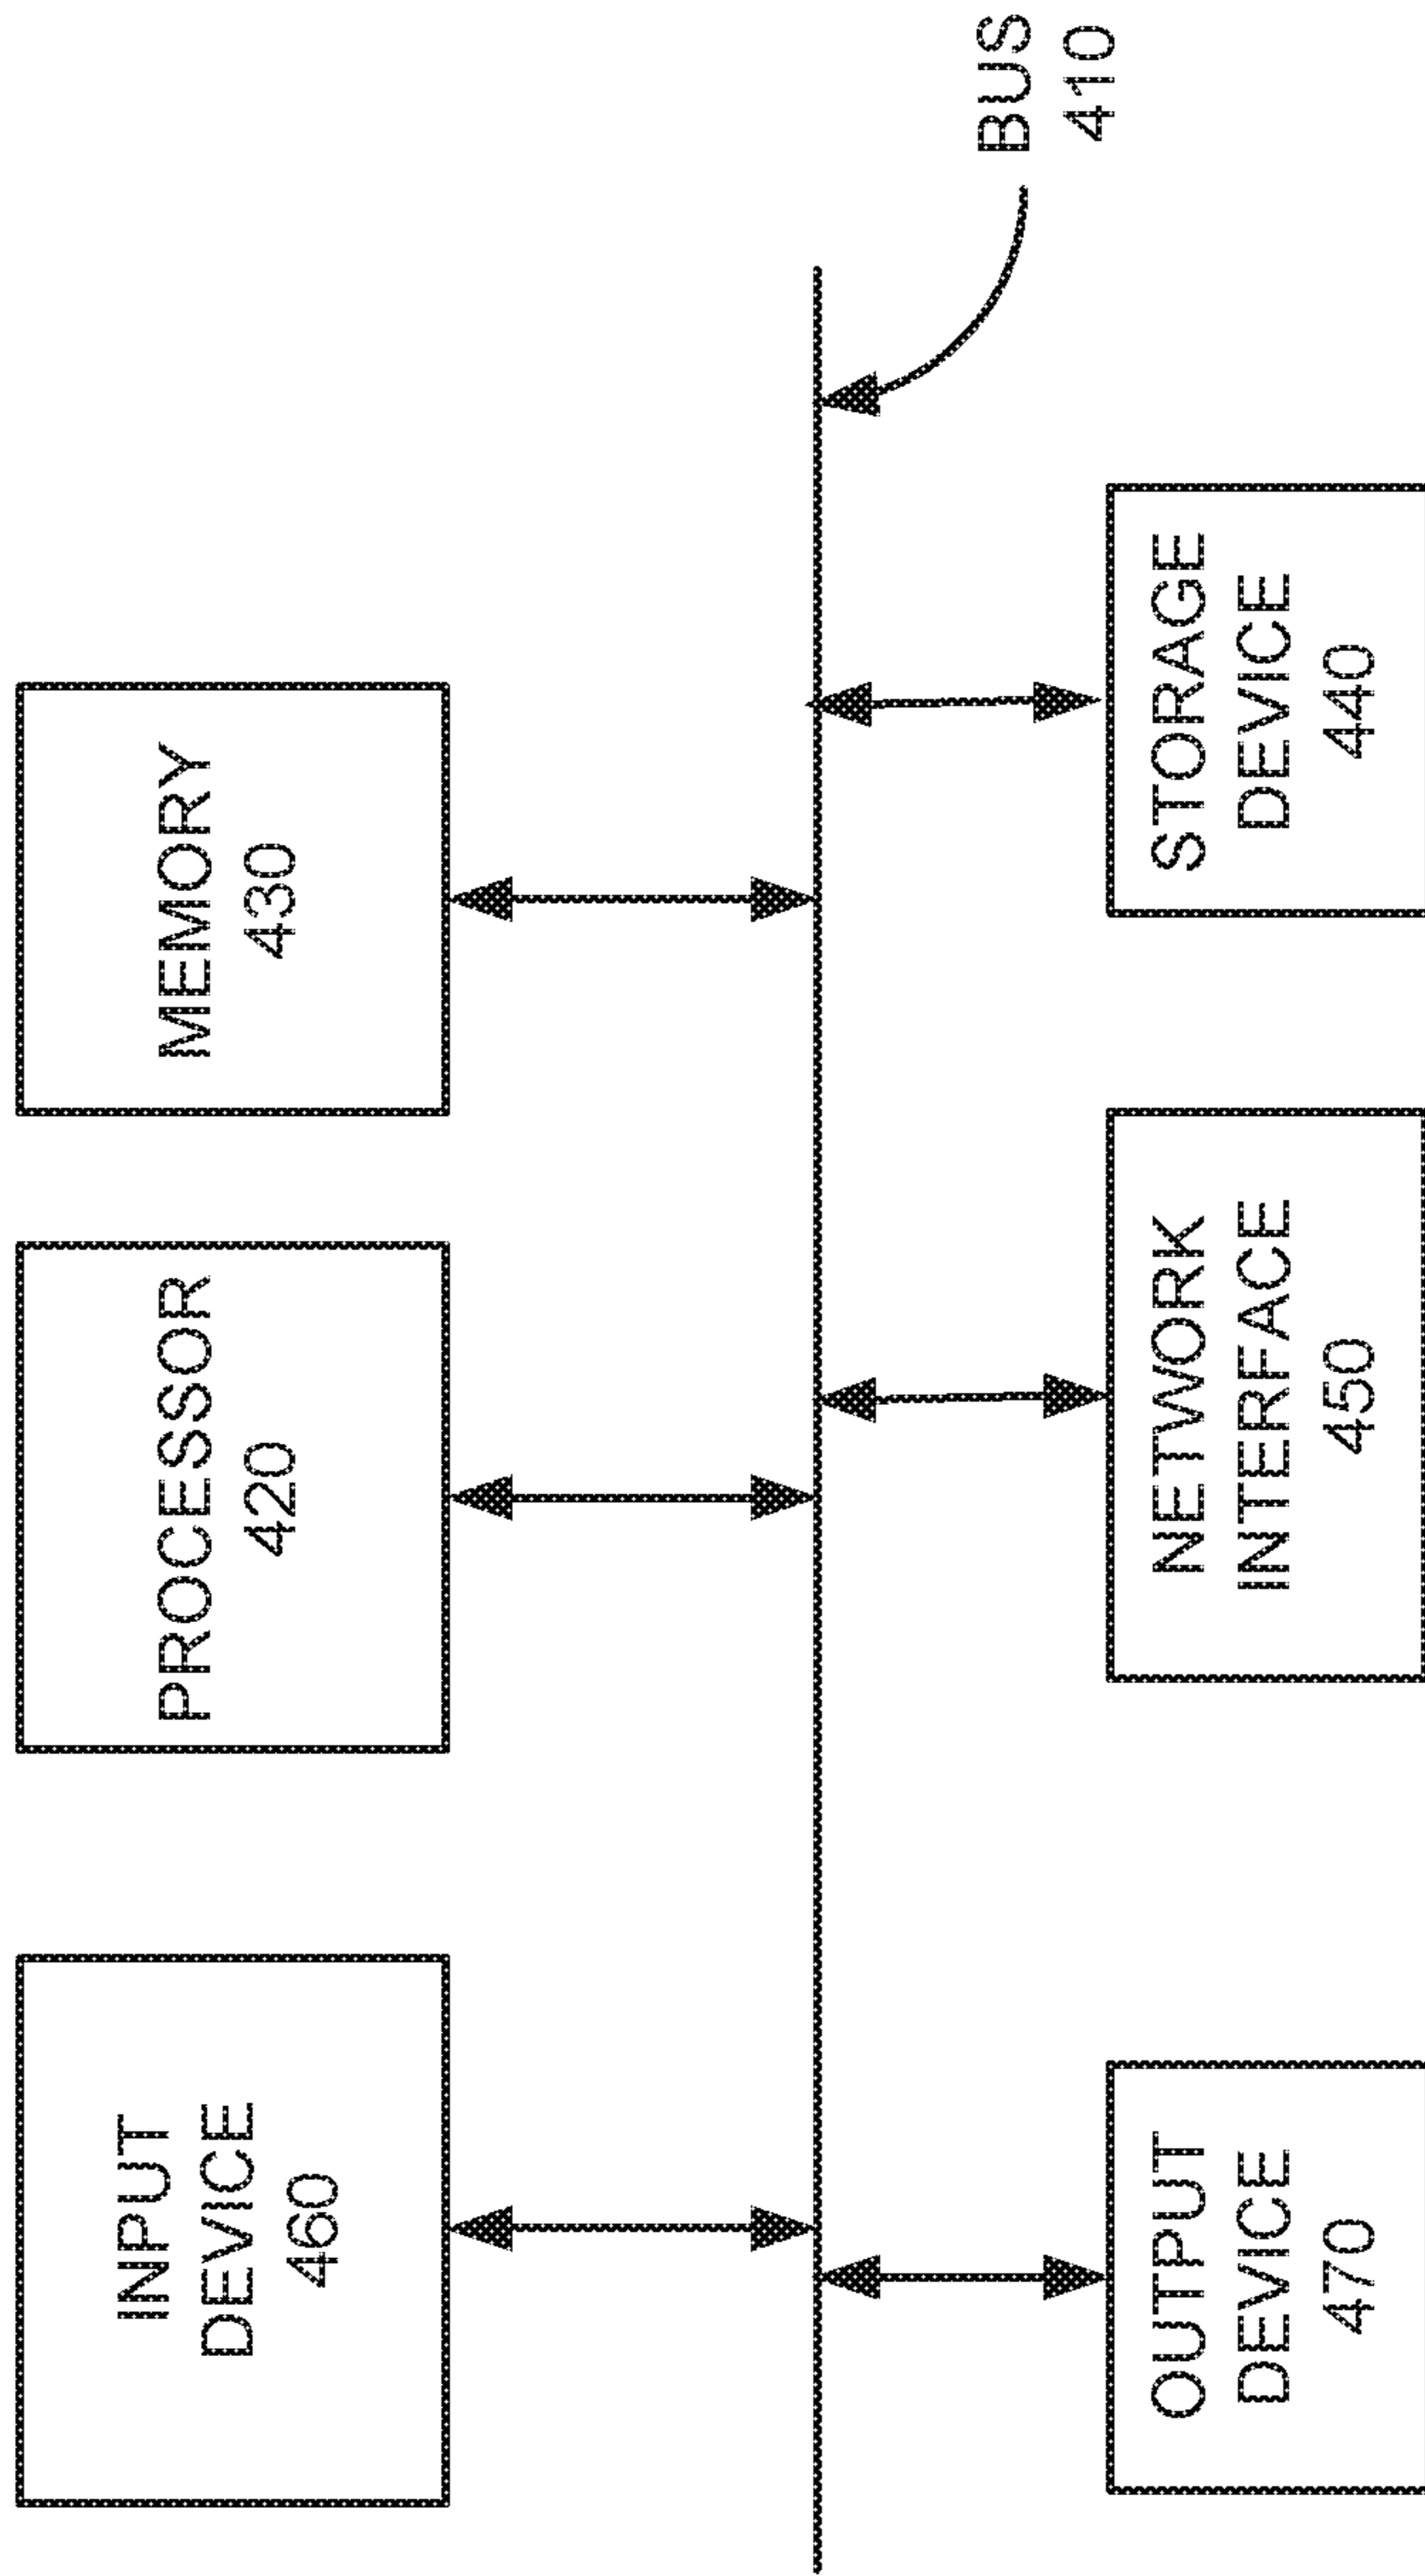 INPUT
DEVICE
460
PROCESSOR
420
MEMORY
430
BUS
410
OUTPUT
DEVICE
470
NETWORK
INTERFACE
450
STORAGE
DEVICE
440